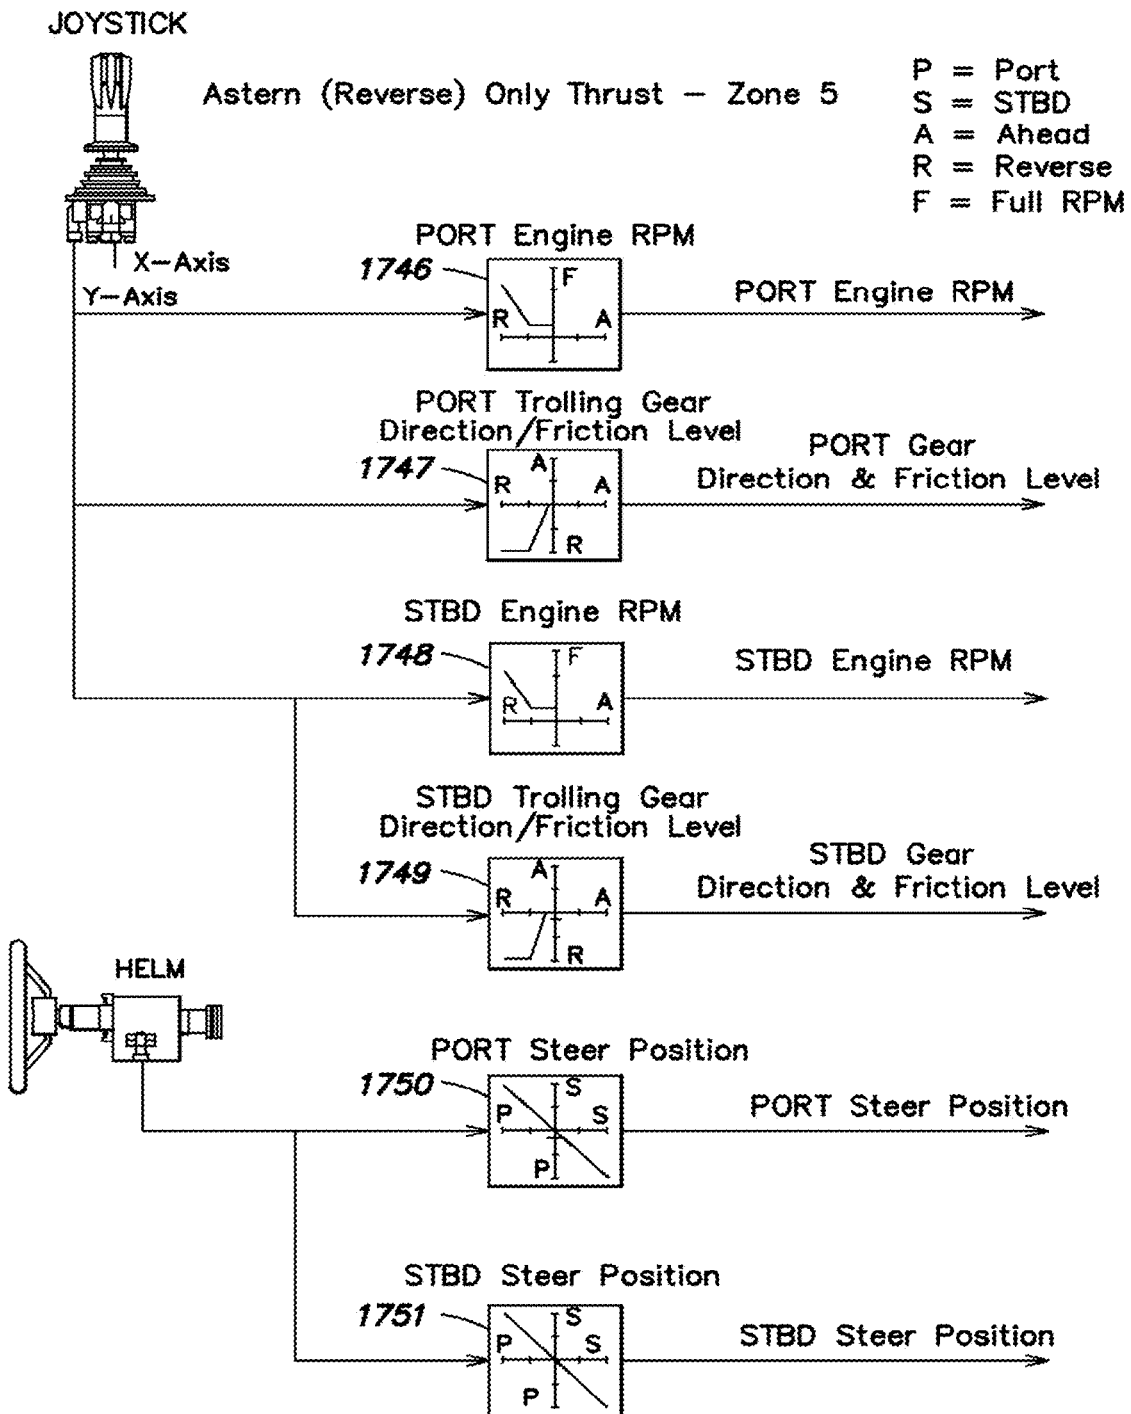 JOYSTICK
Astern (Reverse) Only Thrust – Zone 5
P = Port
S = STBD
A = Ahead
R = Reverse
F = Full RPM
X–Axis
Y–Axis
PORT Engine RPM
1746
F
R
A
PORT Engine RPM
PORT Trolling Gear
Direction/Friction Level
1747
A
R
A
R
PORT Gear
Direction & Friction Level
STBD Engine RPM
1748
F
R
A
STBD Engine RPM
STBD Trolling Gear
Direction/Friction Level
1749
A
R
A
R
STBD Gear
Direction & Friction Level
HELM
PORT Steer Position
1750
S
P
S
P
PORT Steer Position
STBD Steer Position
1751
S
P
S
P
STBD Steer Position